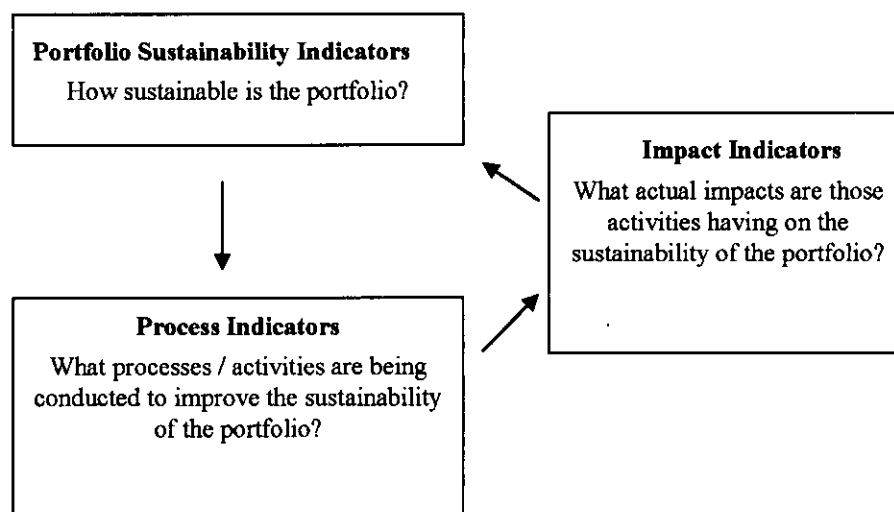 Portfolio Sustainability Indicators
How sustainable is the portfolio?
Impact Indicators
What actual impacts are those
activities having on the
sustainability of the portfolio?
Process Indicators
What processes / activities are being
conducted to improve the sustainability
of the portfolio?